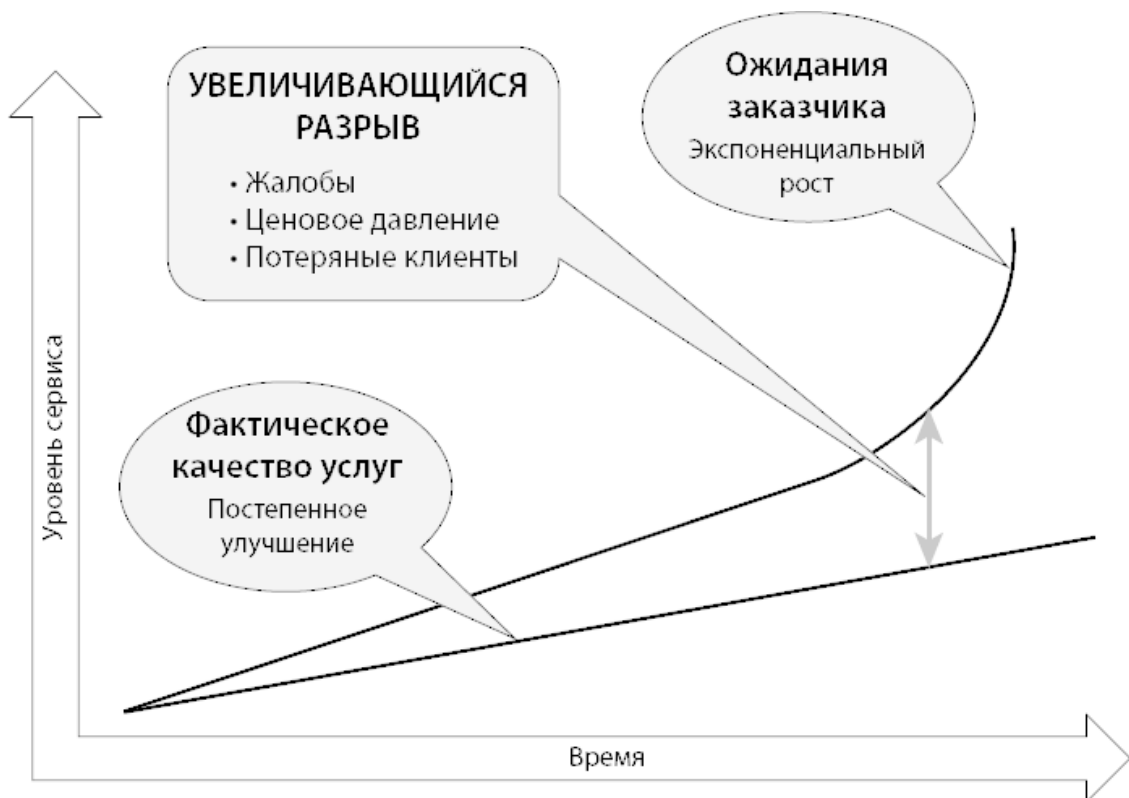 УВЕЛИЧИВАЮЩИЙСЯ
РАЗРЫВ
• Жалобы
• Ценовое давление
• Потеряные клиенты
Ожидания
заказчика
Экспоненциальный
рост
Фактическое
качество услуг
Постепенное
улучшение
Уровень сервиса
Время